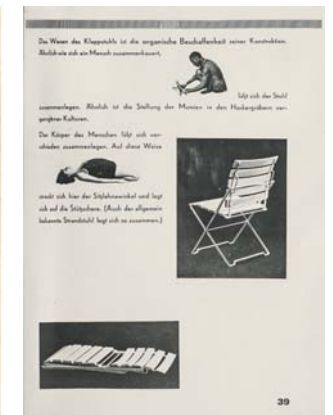 Das Wesen des Klappstuhls ist die organische Beschaffenheit seiner Konstruktion.
Ähnlich wie sich ein Mensch zusammenkauert,
läßt sich der Stuhl
zusammenlegen. Ähnlich ist die Stellung der Mumien in den Hockergräbern ver-
gangener Kulturen.
Der Körper des Menschen läßt sich ver-
schieden zusammenlegen. Auf diese Weise
streckt sich hier der Sitzlehnewinkel und legt
sich auf die Stützschere. (Auch der allgemein
bekannte Strandstuhl legt sich so zusammen.)
39